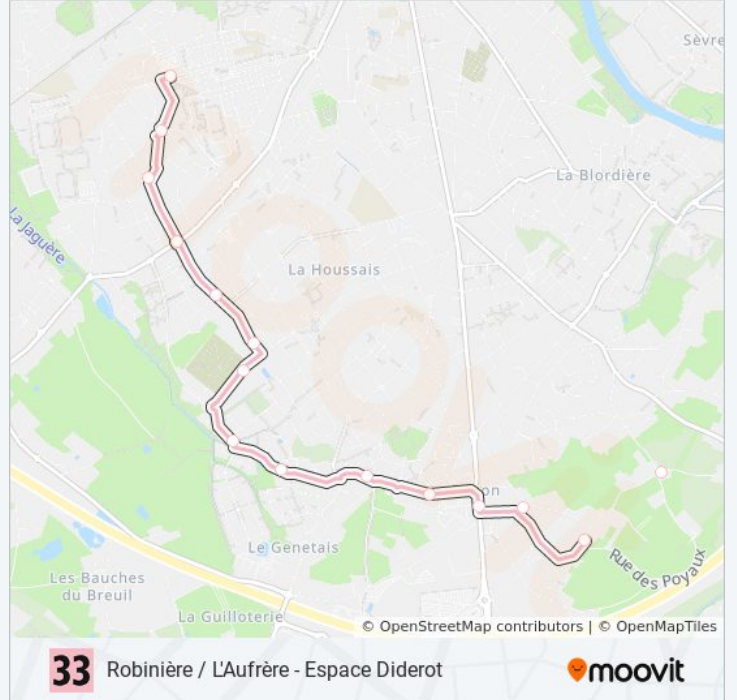 Sèvre
La Blordière
La Jaguère
La Houssais
on
Le Genetais
Rue des Poyaux
Les Bauches
du Breuil
La Guilloterie
© OpenStreetMap contributors | © OpenMapTiles
33 Robinière / L'Aufrère - Espace Diderot
moovit